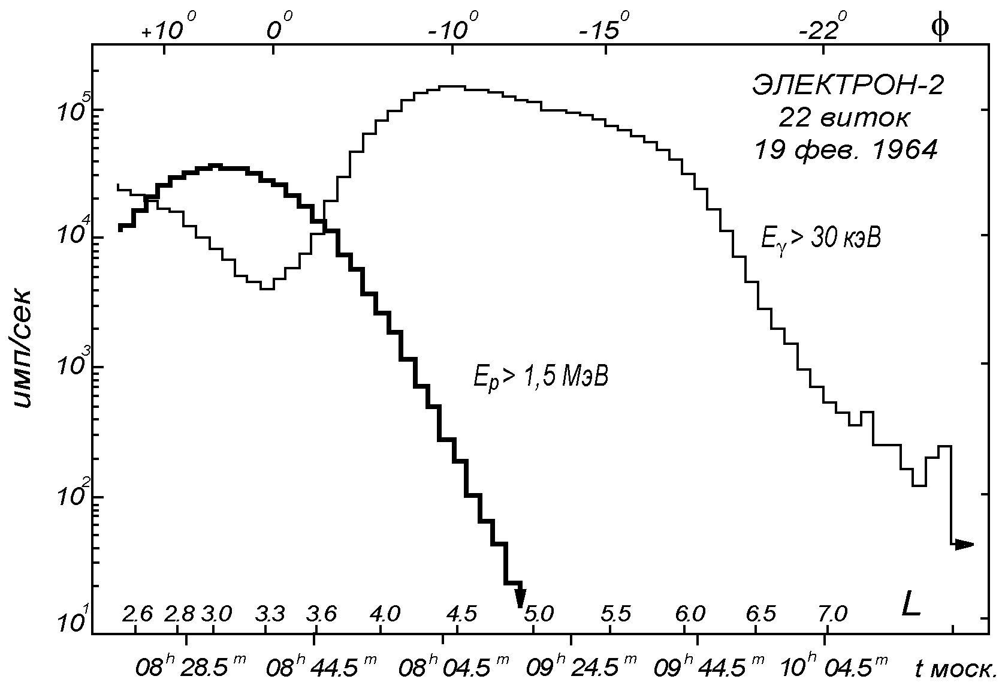 +10⁰ 0⁰ -10⁰ -15⁰ -22⁰ ϕ
ЭЛЕКТРОН-2
22 виток
19 фев. 1964
10⁵
10⁴
10³
10²
10¹
имп/сек
Eγ > 30 кэВ
Ep > 1,5 МэВ
2.6 2.8 3.0 3.3 3.6 4.0 4.5 5.0 5.5 6.0 6.5 7.0 L
08ʰ 28.5ᵐ 08ʰ 44.5ᵐ 08ʰ 04.5ᵐ 09ʰ 24.5ᵐ 09ʰ 44.5ᵐ 10ʰ 04.5ᵐ t моск.